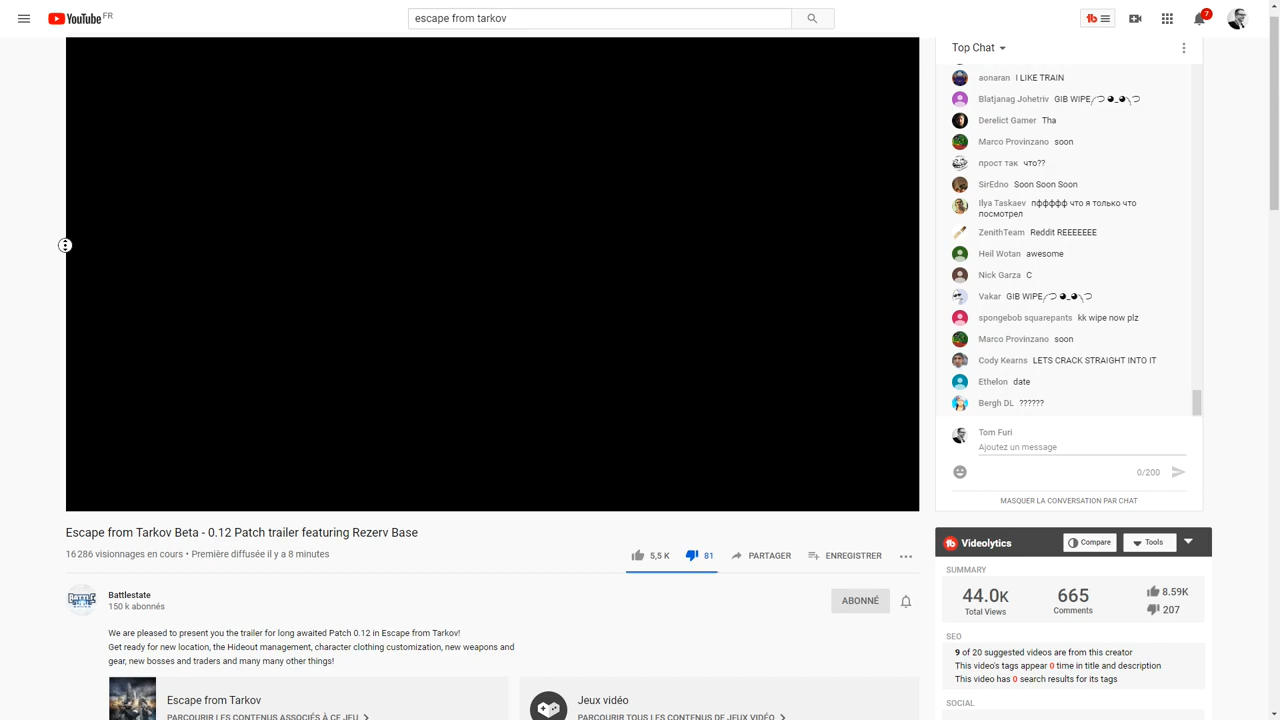 YouTube FR
escape from tarkov
7
Top Chat
aonaran I LIKE TRAIN
Blatjanag Johetriv GIB WIPE༼つ ◕_◕༽つ
Derelict Gamer Tha
Marco Provinzano soon
прост так что??
SirEdno Soon Soon Soon
Ilya Taskaev пффффф что я только что
посмотрел
ZenithTeam Reddit REEEEEEE
Heil Wotan awesome
Nick Garza C
Vakar GIB WIPE༼つ ◕_◕༽つ
spongebob squarepants kk wipe now plz
Marco Provinzano soon
Cody Kearns LETS CRACK STRAIGHT INTO IT
Ethelon date
Bergh DL ??????
Tom Furi
Ajoutez un message
0/200
MASQUER LA CONVERSATION PAR CHAT
Escape from Tarkov Beta - 0.12 Patch trailer featuring Rezerv Base
16 286 visionnages en cours • Première diffusée il y a 8 minutes
5,5 K 81 PARTAGER ENREGISTRER
Battlestate
150 k abonnés
ABONNÉ
We are pleased to present you the trailer for long awaited Patch 0.12 in Escape from Tarkov!
Get ready for new location, the Hideout management, character clothing customization, new weapons and
gear, new bosses and traders and many many other things!
Escape from Tarkov
PARCOURIR LES CONTENUS ASSOCIÉS À CE JEU
Jeux vidéo
PARCOURIR TOUS LES CONTENUS DE JEUX VIDÉO
Videolytics Compare Tools
SUMMARY
44.0K
Total Views
665
Comments
8.59K
207
SEO
9 of 20 suggested videos are from this creator
This video's tags appear 0 time in title and description
This video has 0 search results for its tags
SOCIAL